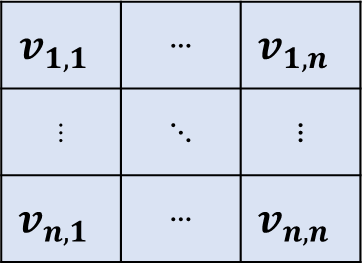 v₁,₁ ⋯ v₁,ₙ
⋮ ⋱ ⋮
vₙ,₁ ⋯ vₙ,ₙ